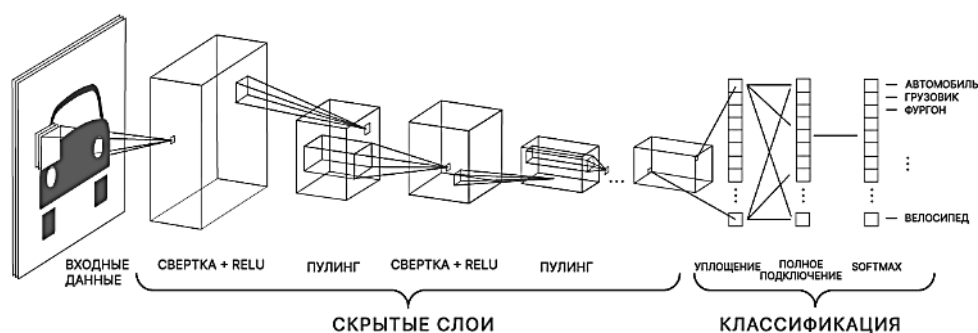 АВТОМОБИЛЬ
ГРУЗОВИК
ФУРГОН
ВЕЛОСИПЕД
ВХОДНЫЕ
ДАННЫЕ
СВЕРТКА + RELU
ПУЛИНГ
СВЕРТКА + RELU
ПУЛИНГ
УПЛОЩЕНИЕ
ПОЛНОЕ
ПОДКЛЮЧЕНИЕ
SOFTMAX
СКРЫТЫЕ СЛОИ
КЛАССИФИКАЦИЯ